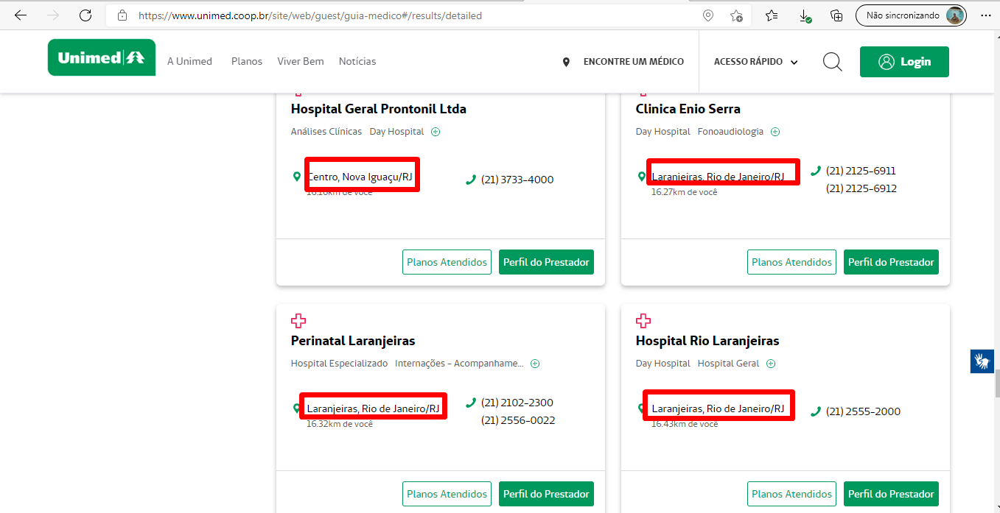 https://www.unimed.coop.br/site/web/guest/guia-medico#/results/detailed
Não sincronizando
Unimed
A Unimed
Planos
Viver Bem
Notícias
ENCONTRE UM MÉDICO
ACESSO RÁPIDO
Login
Hospital Geral Prontonil Ltda
Análises Clínicas Day Hospital
Centro, Nova Iguaçu/RJ
16.16km de você
(21) 3733-4000
Planos Atendidos
Perfil do Prestador
Clinica Enio Serra
Day Hospital Fonoaudiologia
Laranjeiras, Rio de Janeiro/RJ
16.27km de você
(21) 2125-6911
(21) 2125-6912
Planos Atendidos
Perfil do Prestador
Perinatal Laranjeiras
Hospital Especializado Internações - Acompanhame...
Laranjeiras, Rio de Janeiro/RJ
16.32km de você
(21) 2102-2300
(21) 2556-0022
Planos Atendidos
Perfil do Prestador
Hospital Rio Laranjeiras
Day Hospital Hospital Geral
Laranjeiras, Rio de Janeiro/RJ
16.43km de você
(21) 2555-2000
Planos Atendidos
Perfil do Prestador